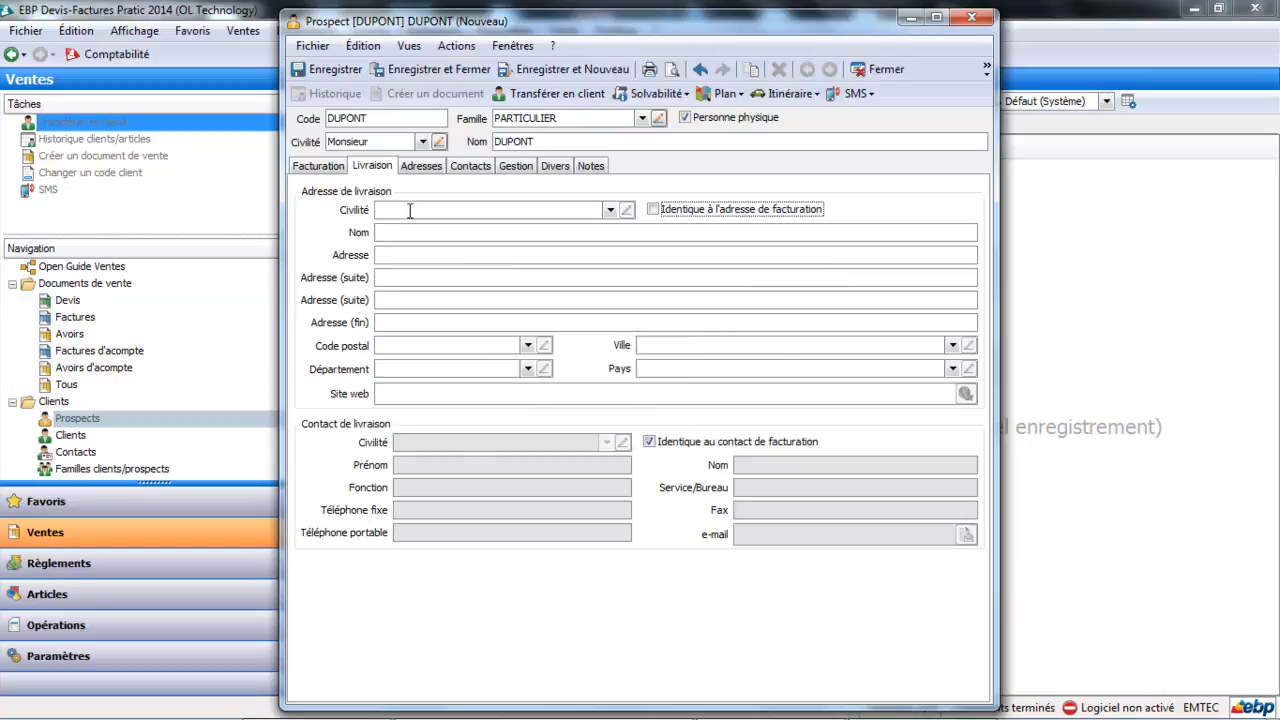 EBP Devis-Factures Pratic 2014 (OL Technology)
Fichier Édition Affichage Favoris Ventes
Comptabilité
Ventes
Tâches
Historique clients/articles
Créer un document de vente
Changer un code client
SMS
Navigation
Open Guide Ventes
Documents de vente
Devis
Factures
Avoirs
Factures d'acompte
Avoirs d'acompte
Tous
Clients
Prospects
Clients
Contacts
Familles clients/prospects
Favoris
Ventes
Règlements
Articles
Opérations
Paramètres
Prospect [DUPONT] DUPONT (Nouveau)
Fichier Édition Vues Actions Fenêtres ?
Enregistrer Enregistrer et Fermer Enregistrer et Nouveau Fermer
Historique Créer un document Transférer en client Solvabilité Plan Itinéraire SMS
Code DUPONT Famille PARTICULIER Personne physique
Civilité Monsieur Nom DUPONT
Facturation Livraison Adresses Contacts Gestion Divers Notes
Adresse de livraison
Civilité Identique à l'adresse de facturation
Nom
Adresse
Adresse (suite)
Adresse (suite)
Adresse (fin)
Code postal Ville
Département Pays
Site web
Contact de livraison
Civilité Identique au contact de facturation
Prénom Nom
Fonction Service/Bureau
Téléphone fixe Fax
Téléphone portable e-mail
Défaut (Système)
enregistrement)
terminés Logiciel non activé EMTEC ebp